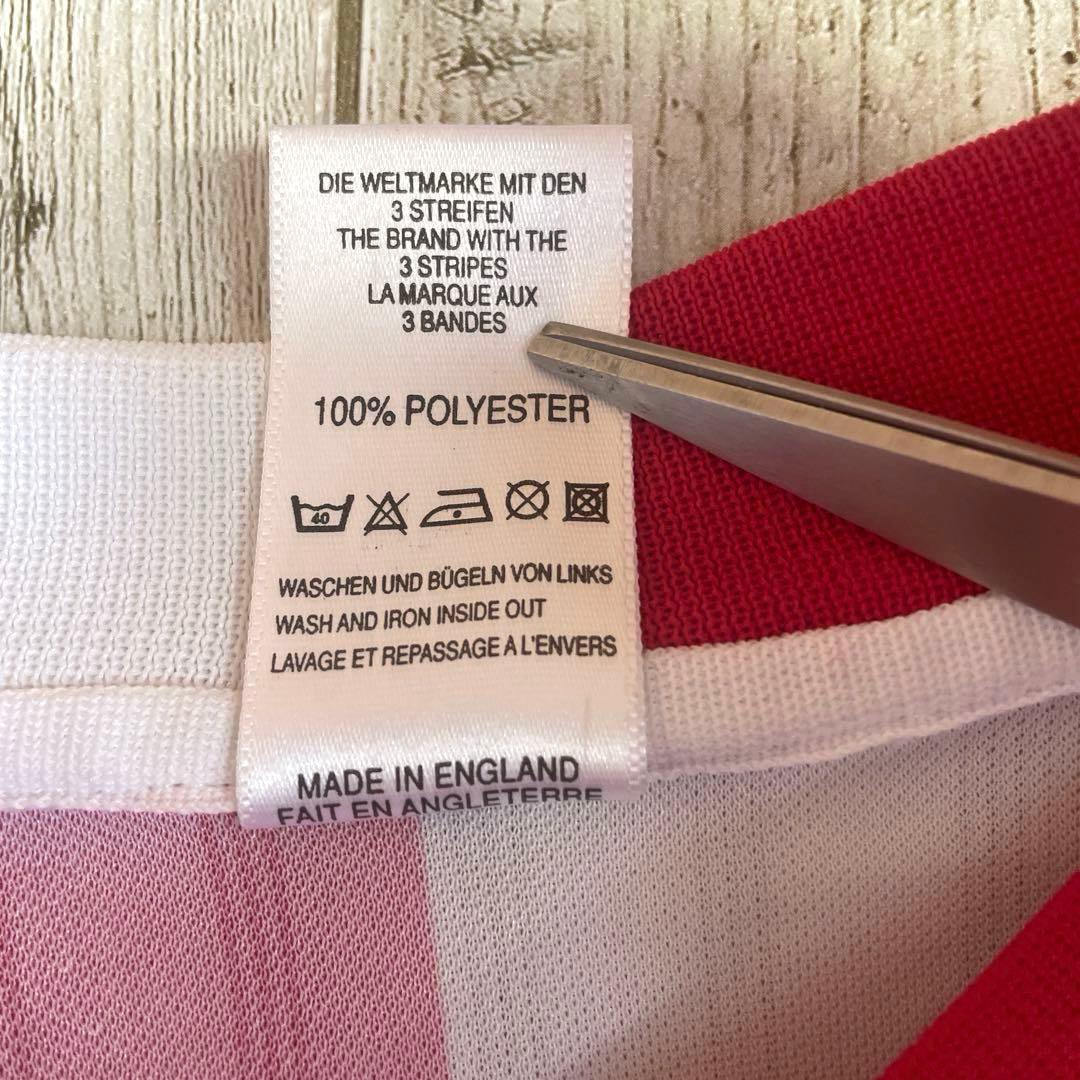 DIE WELTMARKE MIT DEN
3 STREIFEN
THE BRAND WITH THE
3 STRIPES
LA MARQUE AUX
3 BANDES
100% POLYESTER
40
WASCHEN UND BÜGELN VON LINKS
WASH AND IRON INSIDE OUT
LAVAGE ET REPASSAGE A L'ENVERS
MADE IN ENGLAND
FAIT EN ANGLETERRE